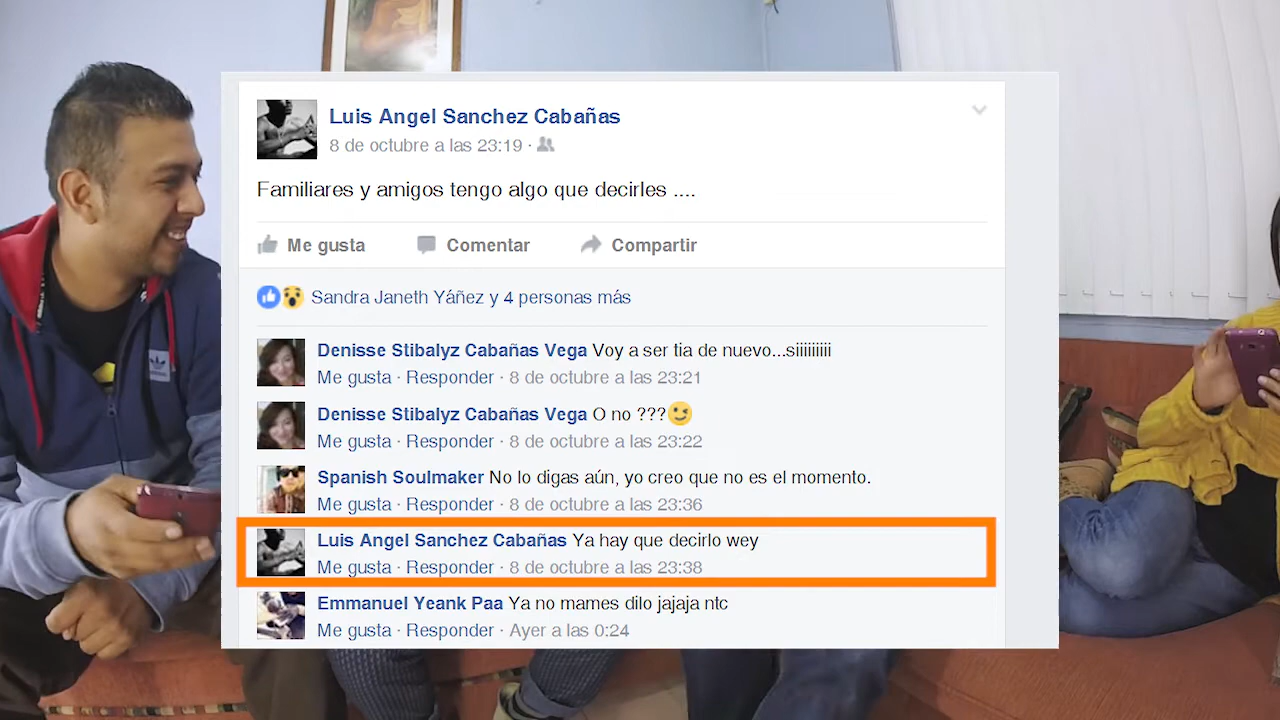 Luis Angel Sanchez Cabañas
8 de octubre a las 23:19 ·
Familiares y amigos tengo algo que decirles ....
Me gusta Comentar Compartir
Sandra Janeth Yáñez y 4 personas más
Denisse Stibalyz Cabañas Vega Voy a ser tia de nuevo...siiiiiiiii
Me gusta · Responder · 8 de octubre a las 23:21
Denisse Stibalyz Cabañas Vega O no ???😉
Me gusta · Responder · 8 de octubre a las 23:22
Spanish Soulmaker No lo digas aún, yo creo que no es el momento.
Me gusta · Responder · 8 de octubre a las 23:36
Luis Angel Sanchez Cabañas Ya hay que decirlo wey
Me gusta · Responder · 8 de octubre a las 23:38
Emmanuel Yeank Paa Ya no mames dilo jajaja ntc
Me gusta · Responder · Ayer a las 0:24